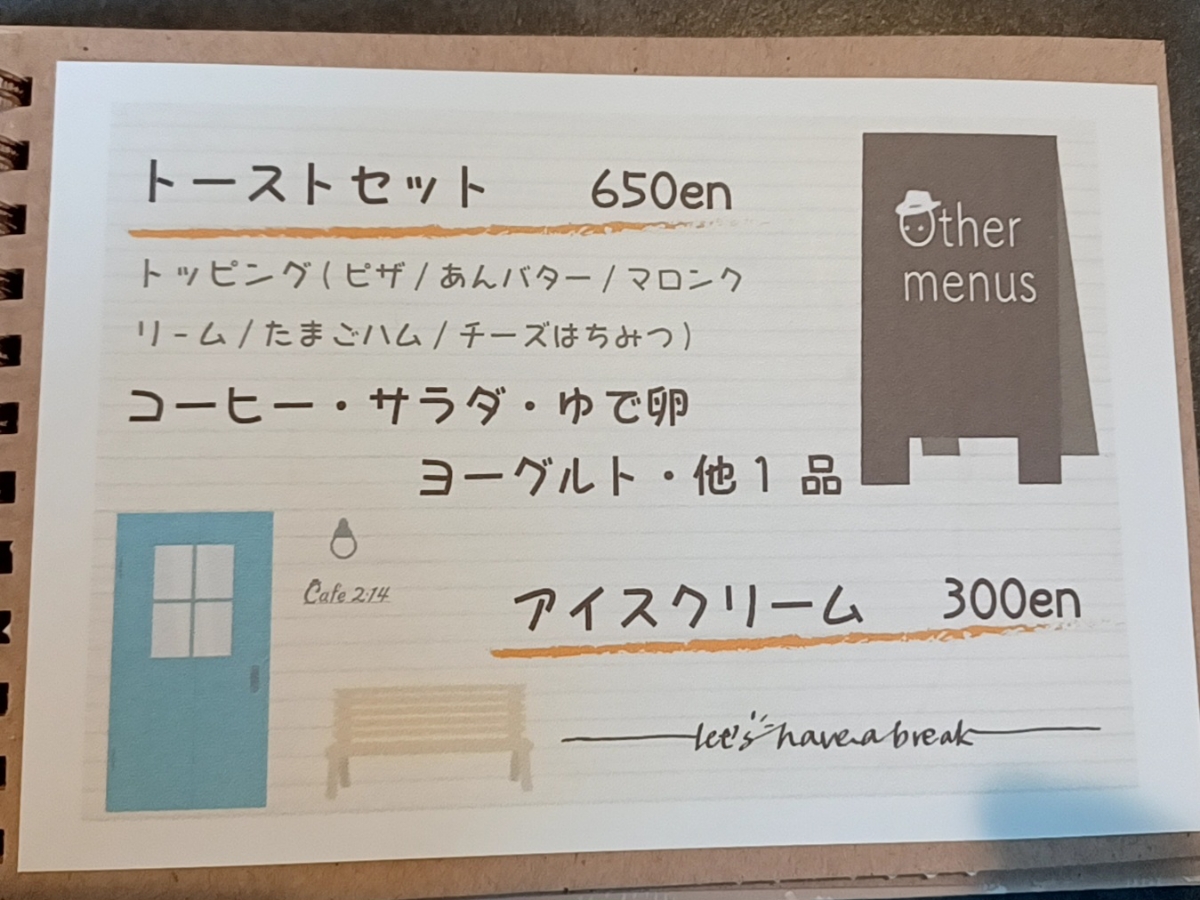 トーストセット 650en
Other
menus
トッピング(ピザ/あんバター/マロンク
リーム/たまごハム/チーズはちみつ)
コーヒー・サラダ・ゆで卵
ヨーグルト・他1品
Cafe 2·14
アイスクリーム 300en
let's have a break